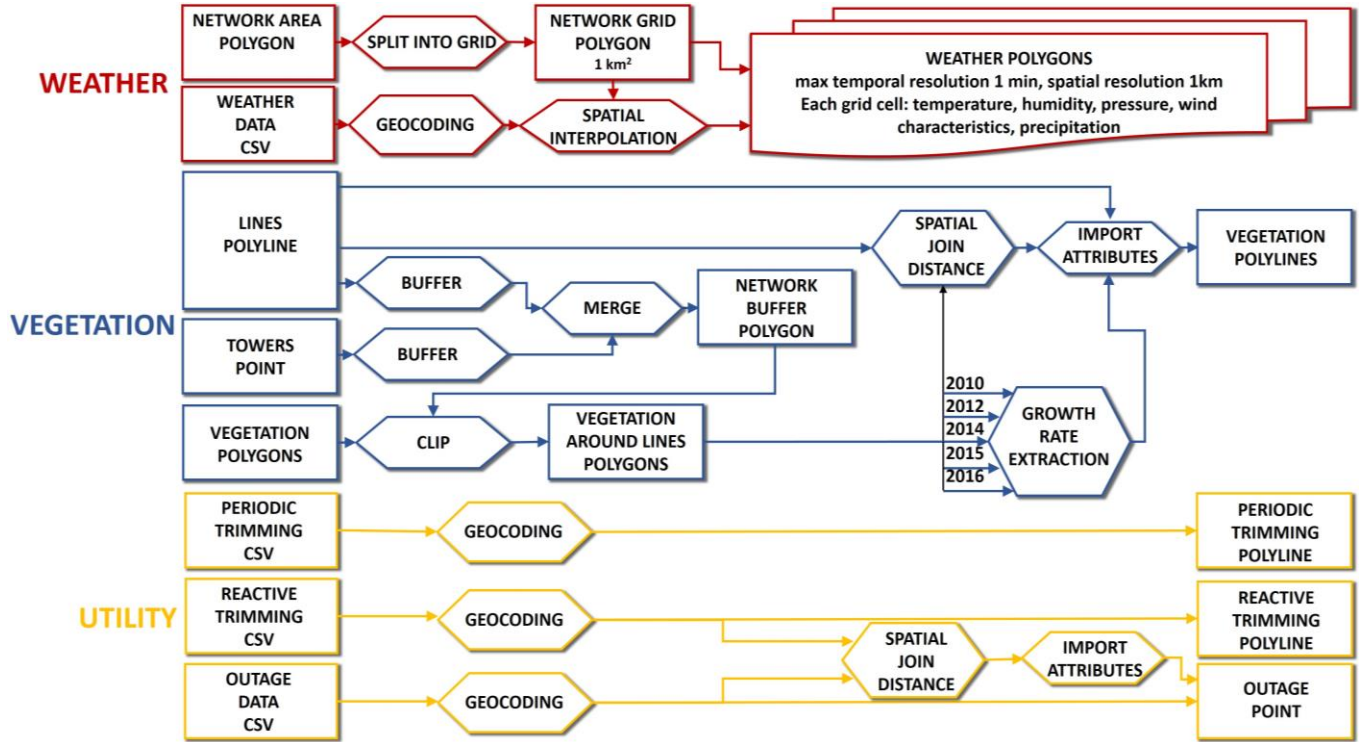 WEATHER
NETWORK AREA
POLYGON
SPLIT INTO GRID
NETWORK GRID
POLYGON
1 km²
WEATHER POLYGONS
max temporal resolution 1 min, spatial resolution 1km
Each grid cell: temperature, humidity, pressure, wind
characteristics, precipitation
WEATHER
DATA
CSV
GEOCODING
SPATIAL
INTERPOLATION
VEGETATION
LINES
POLYLINE
SPATIAL
JOIN
DISTANCE
IMPORT
ATTRIBUTES
VEGETATION
POLYLINES
BUFFER
MERGE
NETWORK
BUFFER
POLYGON
TOWERS
POINT
BUFFER
VEGETATION
POLYGONS
CLIP
VEGETATION
AROUND LINES
POLYGONS
2010
2012
2014
2015
2016
GROWTH
RATE
EXTRACTION
UTILITY
PERIODIC
TRIMMING
CSV
GEOCODING
PERIODIC
TRIMMING
POLYLINE
REACTIVE
TRIMMING
CSV
GEOCODING
REACTIVE
TRIMMING
POLYLINE
SPATIAL
JOIN
DISTANCE
IMPORT
ATTRIBUTES
OUTAGE
DATA
CSV
GEOCODING
OUTAGE
POINT